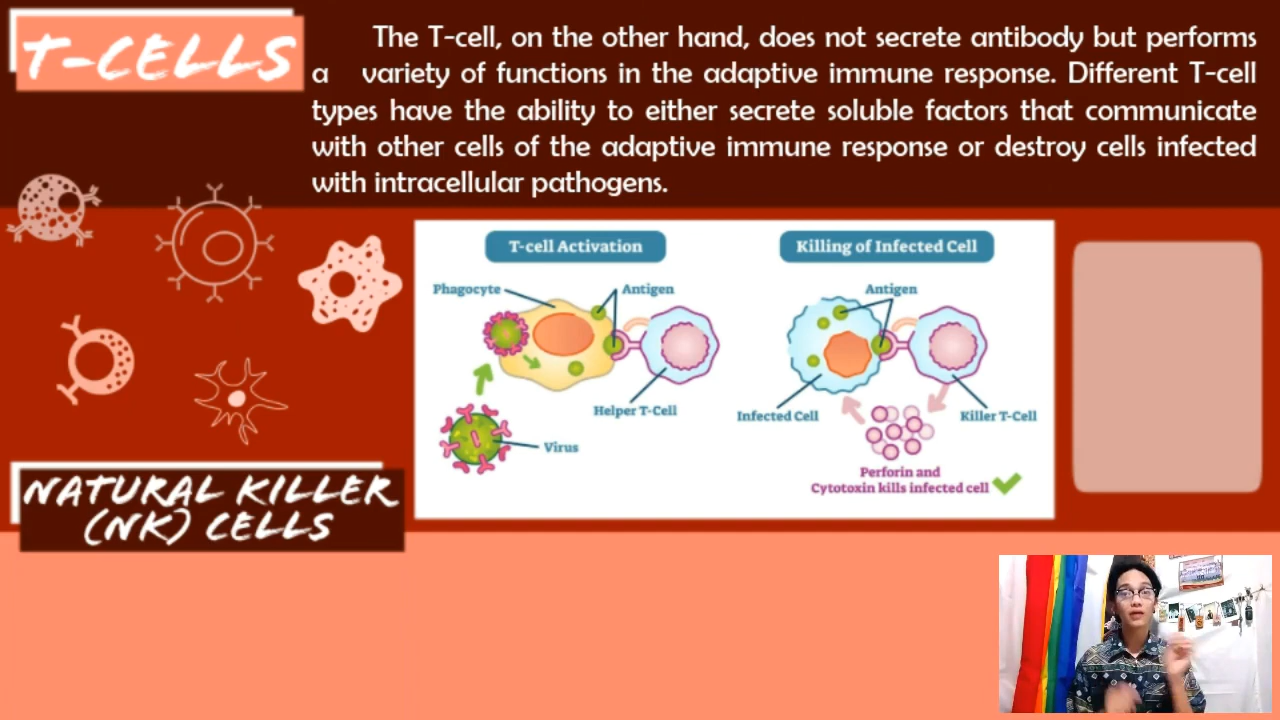 T-CELLS
The T-cell, on the other hand, does not secrete antibody but performs
a variety of functions in the adaptive immune response. Different T-cell
types have the ability to either secrete soluble factors that communicate
with other cells of the adaptive immune response or destroy cells infected
with intracellular pathogens.
T-cell Activation
Phagocyte
Antigen
Helper T-Cell
Virus
Killing of Infected Cell
Antigen
Infected Cell
Killer T-Cell
Perforin and
Cytotoxin kills infected cell
NATURAL KILLER
(NK) CELLS